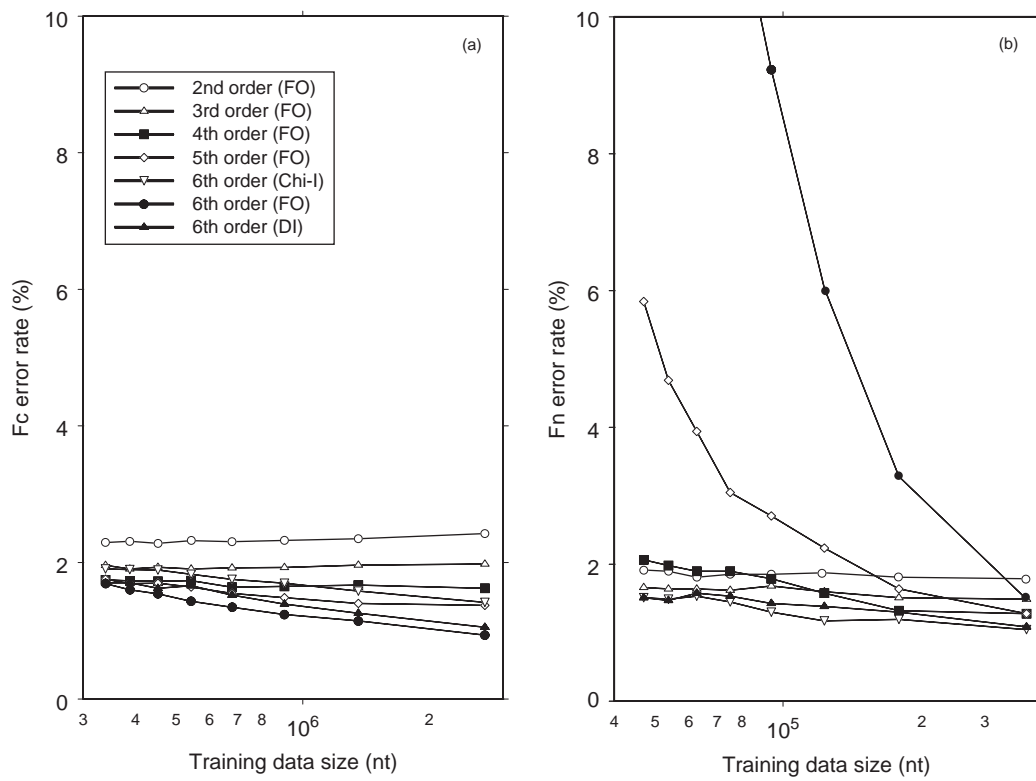 (a)
2nd order (FO)
3rd order (FO)
4th order (FO)
5th order (FO)
6th order (Chi-I)
6th order (FO)
6th order (DI)
Fc error rate (%)
10
8
6
4
2
0
3 4 5 6 7 8 10⁶ 2
Training data size (nt)
(b)
Fn error rate (%)
10
8
6
4
2
0
4 5 6 7 8 10⁵ 2 3
Training data size (nt)